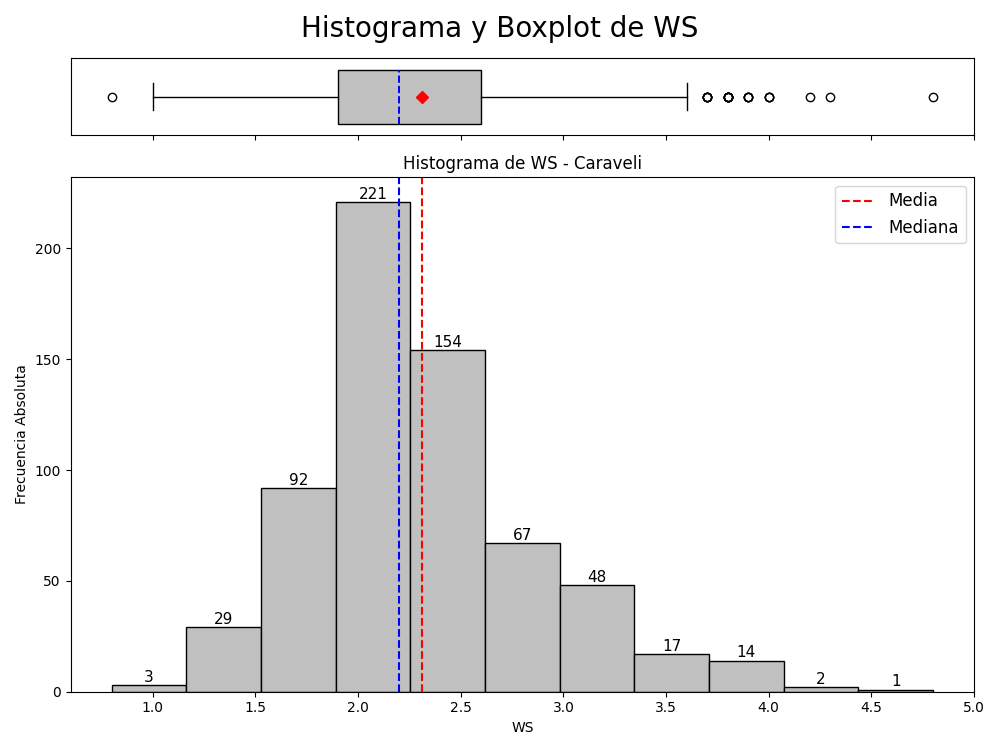 Histograma y Boxplot de WS
Histograma de WS - Caraveli
Media
Mediana
Frecuencia Absoluta
200
150
100
50
0
221
154
92
67
48
29
17
14
3
2
1
1.0 1.5 2.0 2.5 3.0 3.5 4.0 4.5 5.0
WS